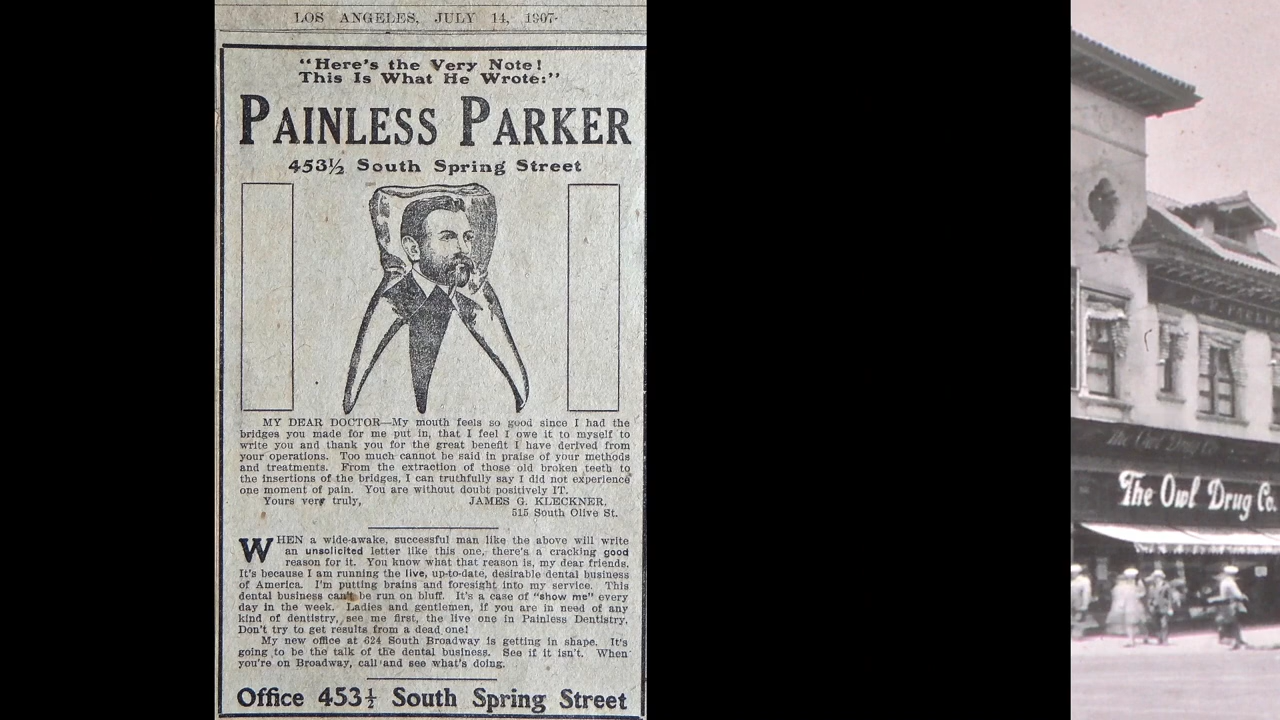 LOS ANGELES, JULY 14, 1907.
"Here's the Very Note!
This Is What He Wrote:"
PAINLESS PARKER
453½ South Spring Street
MY DEAR DOCTOR—My mouth feels so good since I had the
bridges you made for me put in, that I feel I owe it to myself to
write you and thank you for the great benefit I have derived from
your operations. Too much cannot be said in praise of your methods
and treatments. From the extraction of those old broken teeth to
the insertions of the bridges, I can truthfully say I did not experience
one moment of pain. You are without doubt positively IT.
Yours very truly, JAMES G. KLECKNER,
515 South Olive St.
WHEN a wide-awake, successful man like the above will write
an unsolicited letter like this one, there's a cracking good
reason for it. You know what that reason is, my dear friends.
It's because I am running the live, up-to-date, desirable dental business
of America. I'm putting brains and foresight into my service. This
dental business can't be run on bluff. It's a case of "show me" every
day in the week. Ladies and gentlemen, if you are in need of any
kind of dentistry, see me first, the live one in Painless Dentistry.
Don't try to get results from a dead one!
My new office at 624 South Broadway is getting in shape. It's
going to be the talk of the dental business. See if it isn't. When
you're on Broadway, call and see what's doing.
Office 453½ South Spring Street
The Owl Drug Co.
The Owl Drug Co.